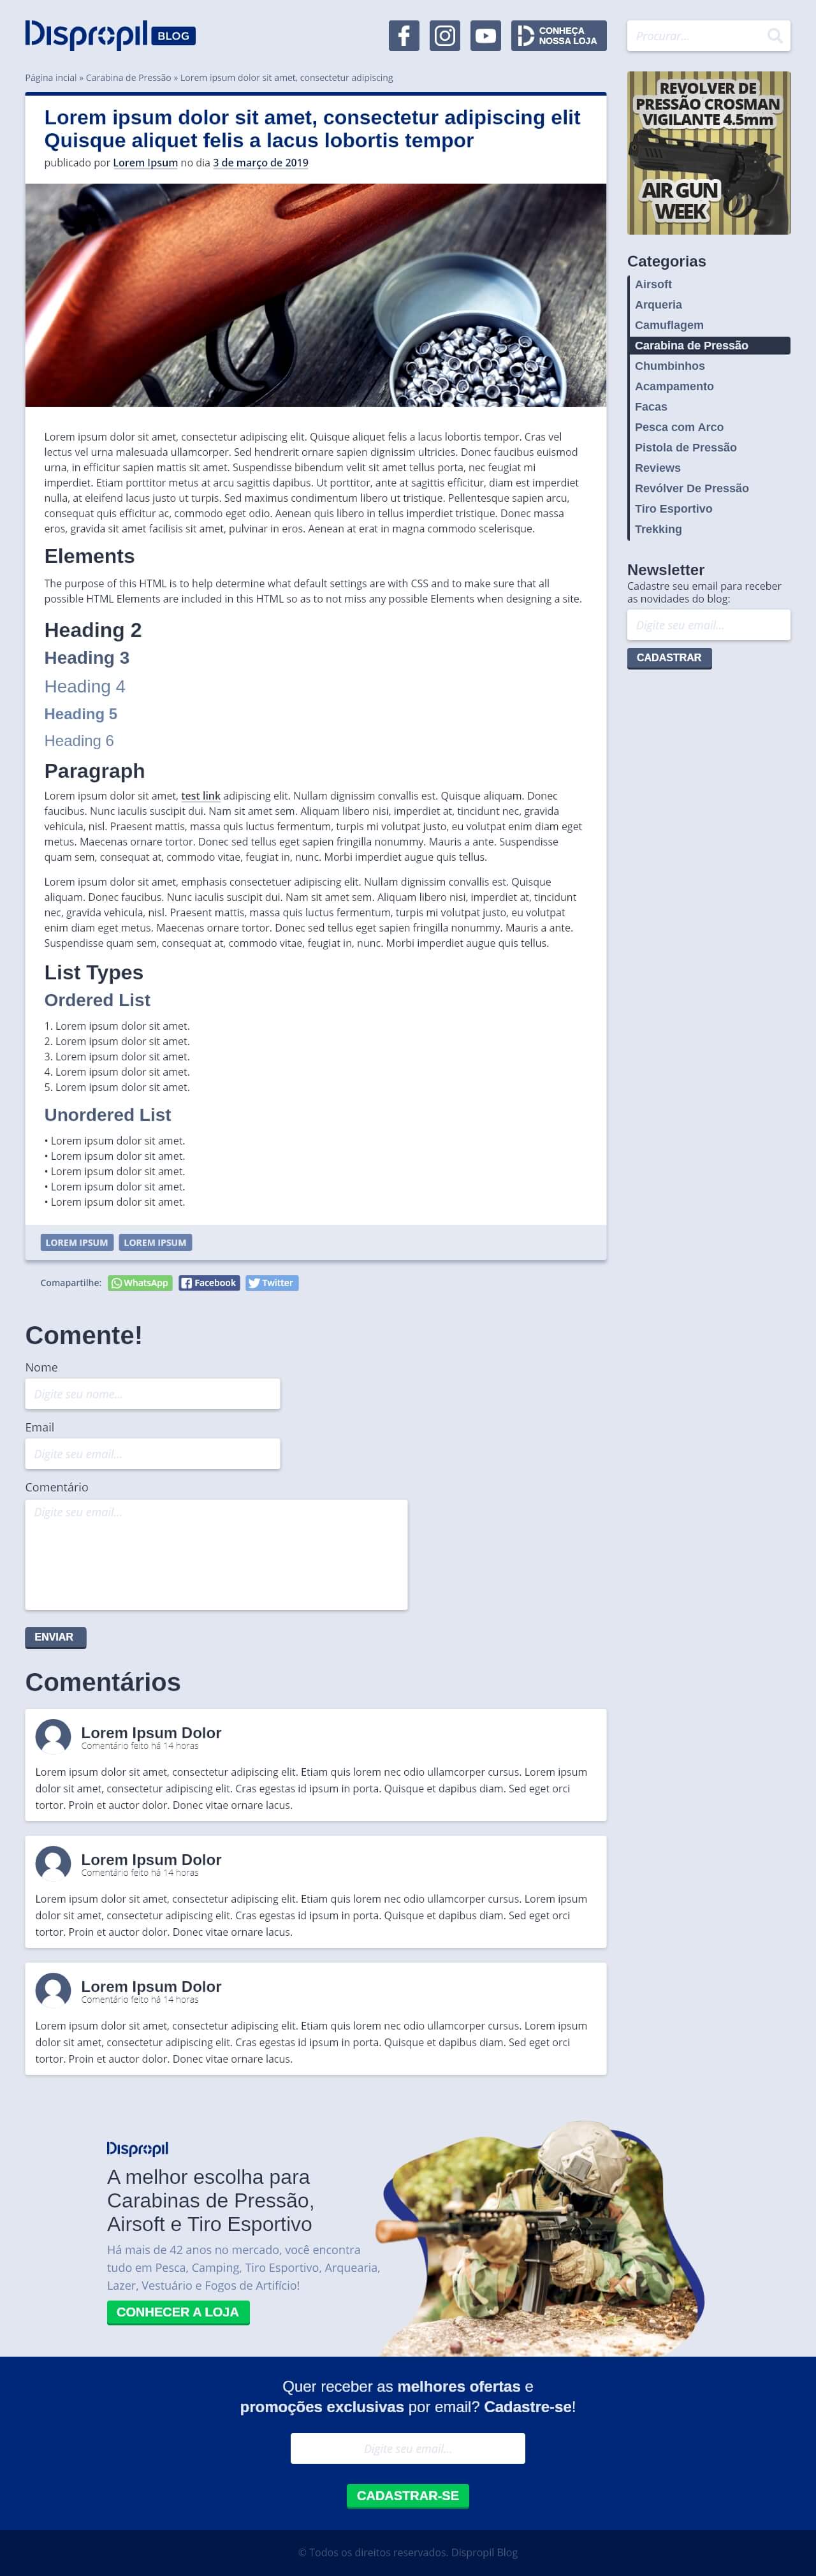 Dispropil BLOG
CONHEÇA
NOSSA LOJA
Procurar...
Página incial » Carabina de Pressão » Lorem ipsum dolor sit amet, consectetur adipiscing
Lorem ipsum dolor sit amet, consectetur adipiscing elit
Quisque aliquet felis a lacus lobortis tempor
publicado por Lorem Ipsum no dia 3 de março de 2019
REVOLVER DE
PRESSÃO CROSMAN
VIGILANTE 4.5mm
AIR GUN
WEEK
Categorias
Airsoft
Arqueria
Camuflagem
Carabina de Pressão
Chumbinhos
Acampamento
Facas
Pesca com Arco
Pistola de Pressão
Reviews
Revólver De Pressão
Tiro Esportivo
Trekking
Newsletter
Cadastre seu email para receber
as novidades do blog:
Digite seu email...
CADASTRAR
Lorem ipsum dolor sit amet, consectetur adipiscing elit. Quisque aliquet felis a lacus lobortis tempor. Cras vel
lectus vel urna malesuada ullamcorper. Sed hendrerit ornare sapien dignissim ultricies. Donec faucibus euismod
urna, in efficitur sapien mattis sit amet. Suspendisse bibendum velit sit amet tellus porta, nec feugiat mi
imperdiet. Etiam porttitor metus at arcu sagittis dapibus. Ut porttitor, ante at sagittis efficitur, diam est imperdiet
nulla, at eleifend lacus justo ut turpis. Sed maximus condimentum libero ut tristique. Pellentesque sapien arcu,
consequat quis efficitur ac, commodo eget odio. Aenean quis libero in tellus imperdiet tristique. Donec massa
eros, gravida sit amet facilisis sit amet, pulvinar in eros. Aenean at erat in magna commodo scelerisque.
Elements
The purpose of this HTML is to help determine what default settings are with CSS and to make sure that all
possible HTML Elements are included in this HTML so as to not miss any possible Elements when designing a site.
Heading 2
Heading 3
Heading 4
Heading 5
Heading 6
Paragraph
Lorem ipsum dolor sit amet, test link adipiscing elit. Nullam dignissim convallis est. Quisque aliquam. Donec
faucibus. Nunc iaculis suscipit dui. Nam sit amet sem. Aliquam libero nisi, imperdiet at, tincidunt nec, gravida
vehicula, nisl. Praesent mattis, massa quis luctus fermentum, turpis mi volutpat justo, eu volutpat enim diam eget
metus. Maecenas ornare tortor. Donec sed tellus eget sapien fringilla nonummy. Mauris a ante. Suspendisse
quam sem, consequat at, commodo vitae, feugiat in, nunc. Morbi imperdiet augue quis tellus.
Lorem ipsum dolor sit amet, emphasis consectetuer adipiscing elit. Nullam dignissim convallis est. Quisque
aliquam. Donec faucibus. Nunc iaculis suscipit dui. Nam sit amet sem. Aliquam libero nisi, imperdiet at, tincidunt
nec, gravida vehicula, nisl. Praesent mattis, massa quis luctus fermentum, turpis mi volutpat justo, eu volutpat
enim diam eget metus. Maecenas ornare tortor. Donec sed tellus eget sapien fringilla nonummy. Mauris a ante.
Suspendisse quam sem, consequat at, commodo vitae, feugiat in, nunc. Morbi imperdiet augue quis tellus.
List Types
Ordered List
1. Lorem ipsum dolor sit amet.
2. Lorem ipsum dolor sit amet.
3. Lorem ipsum dolor sit amet.
4. Lorem ipsum dolor sit amet.
5. Lorem ipsum dolor sit amet.
Unordered List
• Lorem ipsum dolor sit amet.
• Lorem ipsum dolor sit amet.
• Lorem ipsum dolor sit amet.
• Lorem ipsum dolor sit amet.
• Lorem ipsum dolor sit amet.
LOREM IPSUM LOREM IPSUM
Comapartilhe: WhatsApp Facebook Twitter
Comente!
Nome
Digite seu nome...
Email
Digite seu email...
Comentário
Digite seu email...
ENVIAR
Comentários
Lorem Ipsum Dolor
Comentário feito há 14 horas
Lorem ipsum dolor sit amet, consectetur adipiscing elit. Etiam quis lorem nec odio ullamcorper cursus. Lorem ipsum
dolor sit amet, consectetur adipiscing elit. Cras egestas id ipsum in porta. Quisque et dapibus diam. Sed eget orci
tortor. Proin et auctor dolor. Donec vitae ornare lacus.
Lorem Ipsum Dolor
Comentário feito há 14 horas
Lorem ipsum dolor sit amet, consectetur adipiscing elit. Etiam quis lorem nec odio ullamcorper cursus. Lorem ipsum
dolor sit amet, consectetur adipiscing elit. Cras egestas id ipsum in porta. Quisque et dapibus diam. Sed eget orci
tortor. Proin et auctor dolor. Donec vitae ornare lacus.
Lorem Ipsum Dolor
Comentário feito há 14 horas
Lorem ipsum dolor sit amet, consectetur adipiscing elit. Etiam quis lorem nec odio ullamcorper cursus. Lorem ipsum
dolor sit amet, consectetur adipiscing elit. Cras egestas id ipsum in porta. Quisque et dapibus diam. Sed eget orci
tortor. Proin et auctor dolor. Donec vitae ornare lacus.
Dispropil
A melhor escolha para
Carabinas de Pressão,
Airsoft e Tiro Esportivo
Há mais de 42 anos no mercado, você encontra
tudo em Pesca, Camping, Tiro Esportivo, Arquearia,
Lazer, Vestuário e Fogos de Artifício!
CONHECER A LOJA
Quer receber as melhores ofertas e
promoções exclusivas por email? Cadastre-se!
Digite seu email...
CADASTRAR-SE
© Todos os direitos reservados. Dispropil Blog